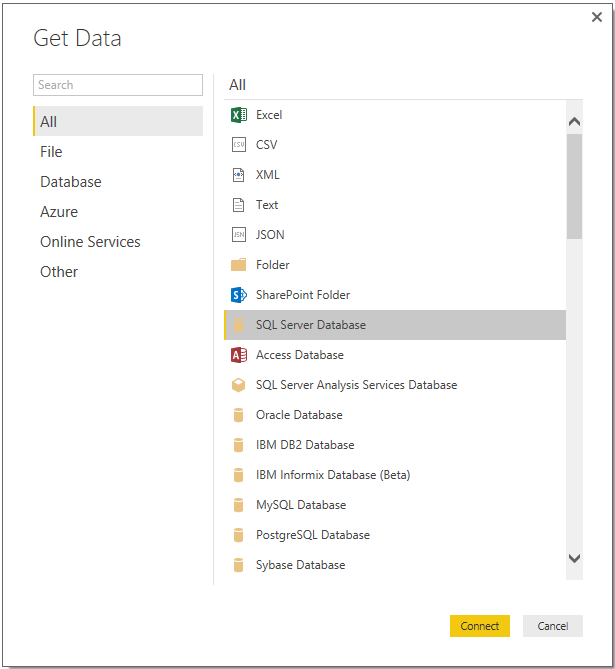 Get Data
Search
All
File
Database
Azure
Online Services
Other
All
Excel
CSV
XML
Text
JSON
Folder
SharePoint Folder
SQL Server Database
Access Database
SQL Server Analysis Services Database
Oracle Database
IBM DB2 Database
IBM Informix Database (Beta)
MySQL Database
PostgreSQL Database
Sybase Database
Connect
Cancel